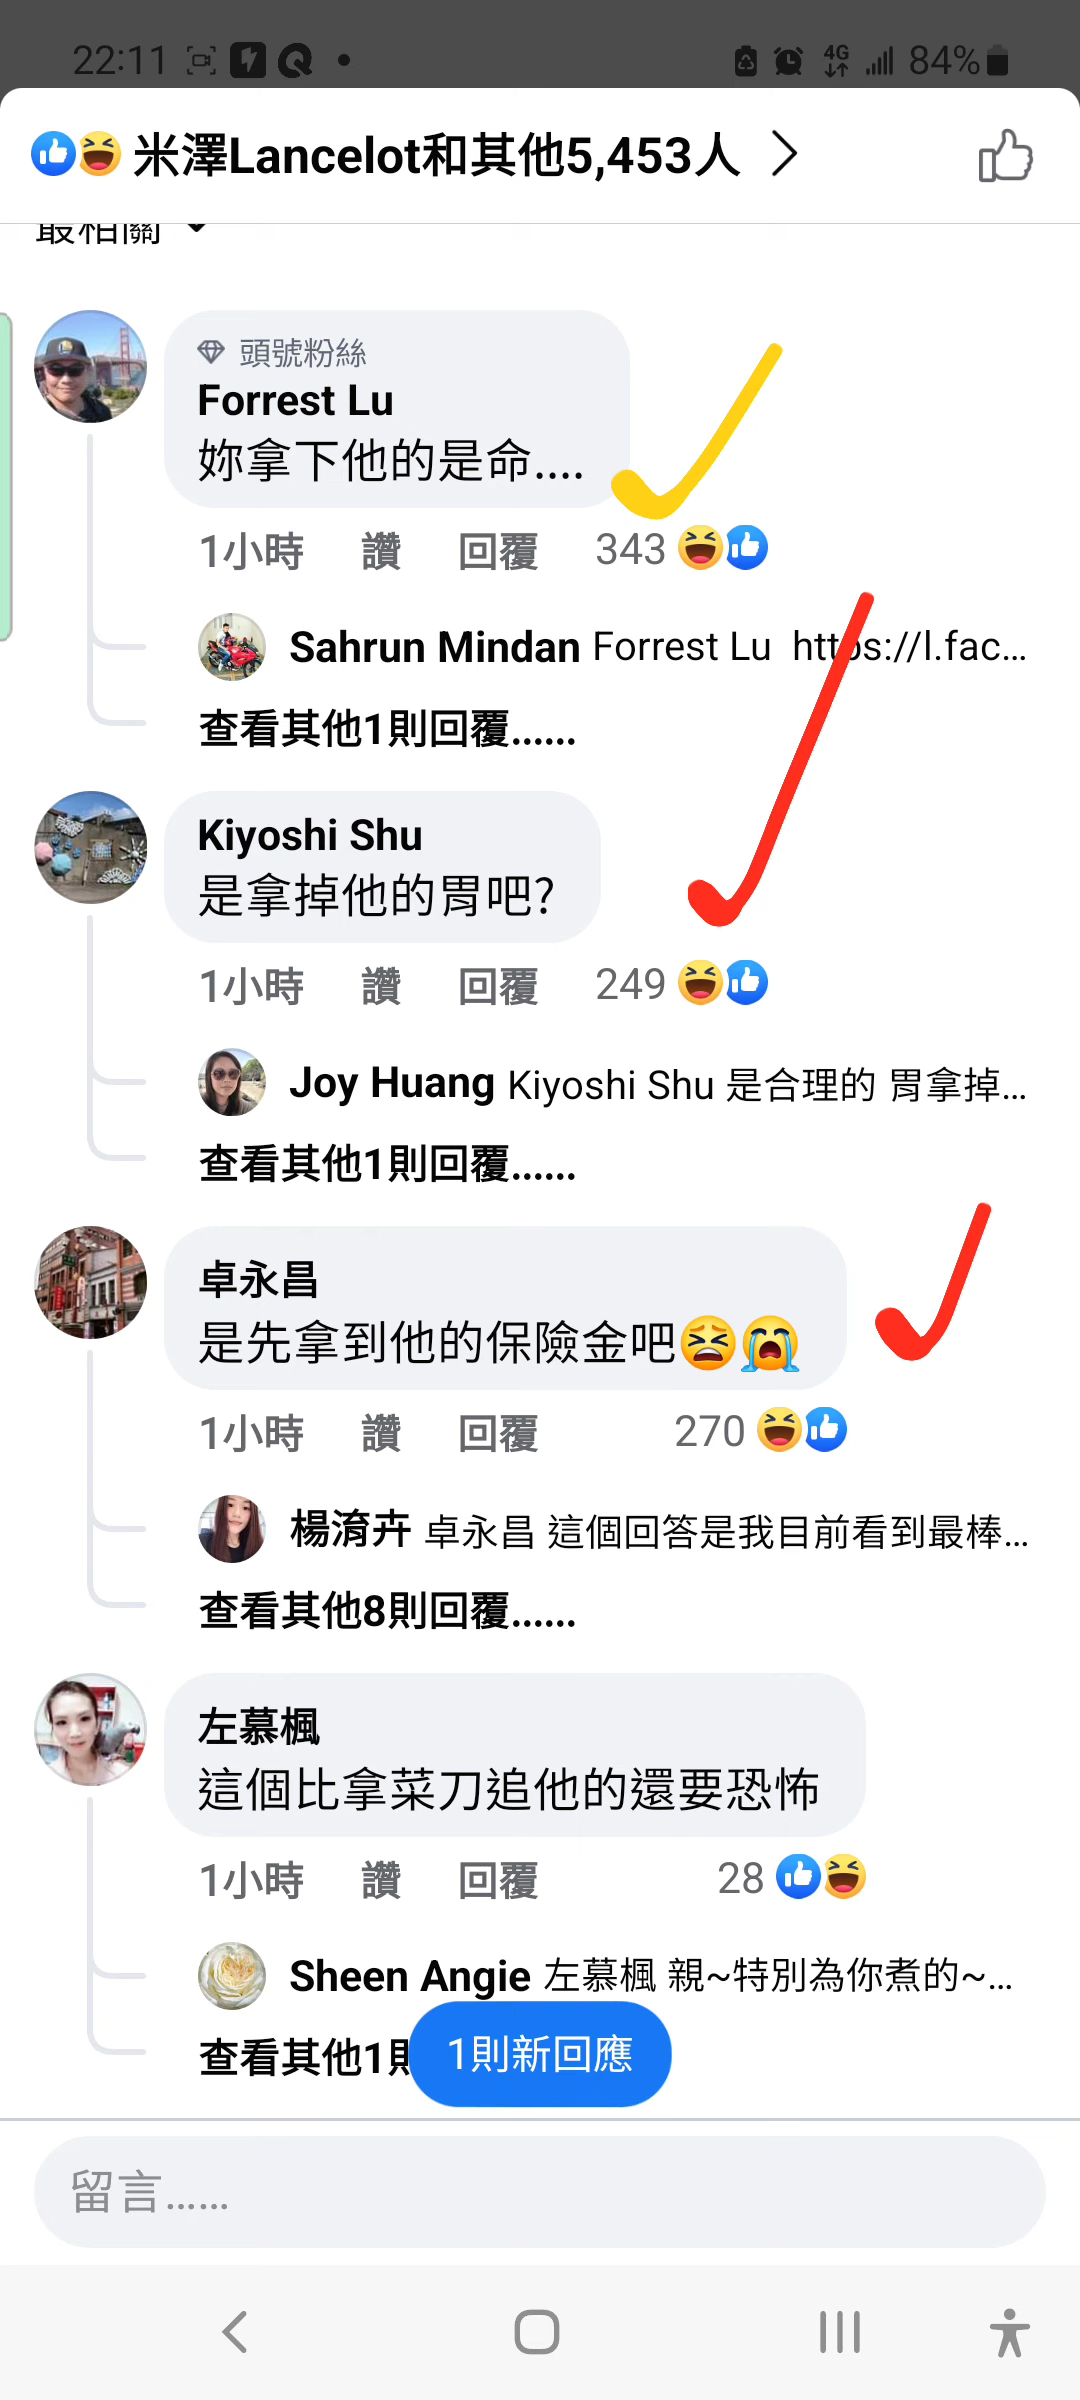 22:11 4G 84%
米澤Lancelot和其他5,453人
最相關
頭號粉絲
Forrest Lu
妳拿下他的是命....
1小時 讚 回覆 343
Sahrun Mindan Forrest Lu https://l.fac...
查看其他1則回覆......
Kiyoshi Shu
是拿掉他的胃吧?
1小時 讚 回覆 249
Joy Huang Kiyoshi Shu 是合理的 胃拿掉...
查看其他1則回覆......
卓永昌
是先拿到他的保險金吧😫😭
1小時 讚 回覆 270
楊淯卉 卓永昌 這個回答是我目前看到最棒...
查看其他8則回覆......
左慕楓
這個比拿菜刀追他的還要恐怖
1小時 讚 回覆 28
Sheen Angie 左慕楓 親~特別為你煮的~...
查看其他1則
1則新回應
留言......